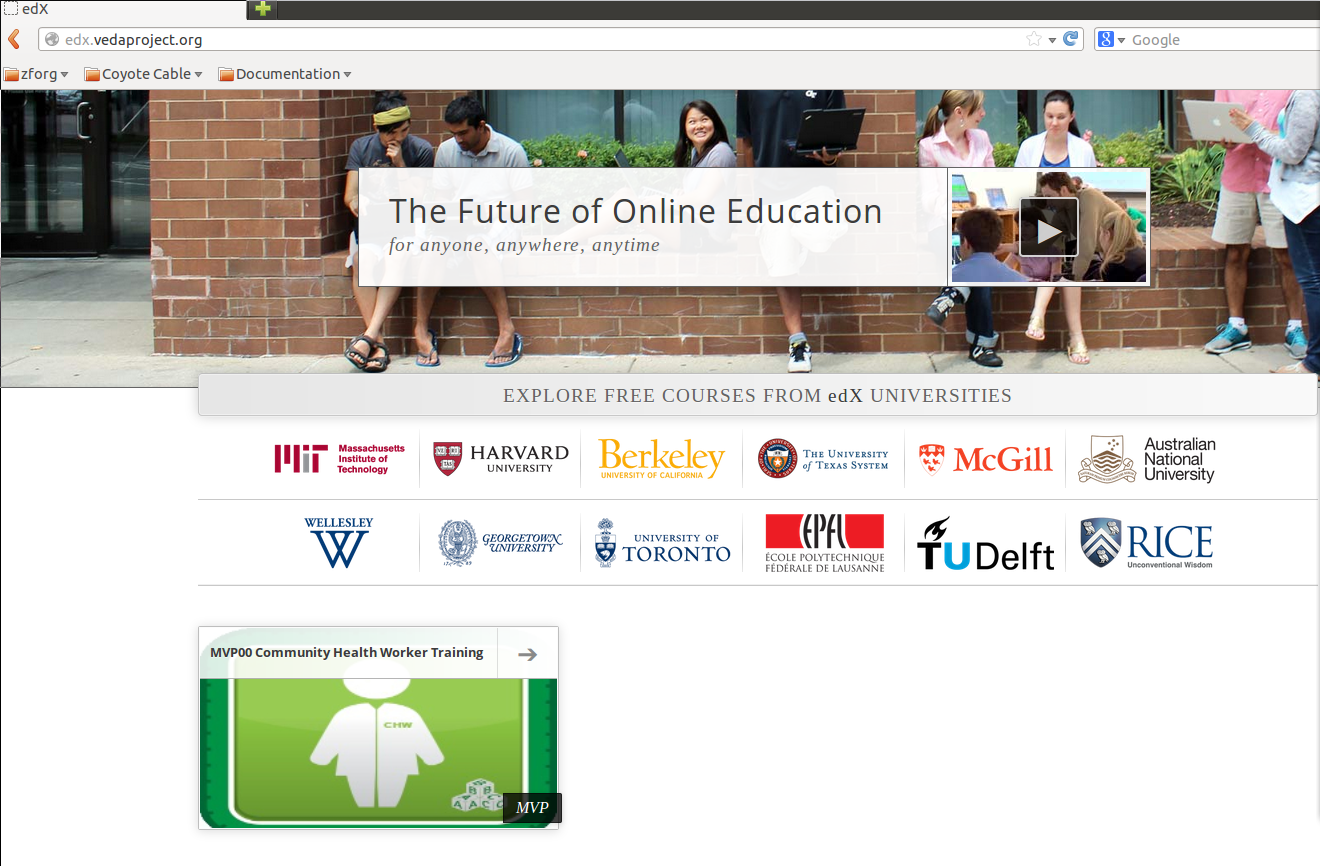 edX
edx.vedaproject.org
Google
zforg
Coyote Cable
Documentation
The Future of Online Education
for anyone, anywhere, anytime
EXPLORE FREE COURSES FROM edX UNIVERSITIES
MIT
Massachusetts
Institute of
Technology
HARVARD
UNIVERSITY
Berkeley
UNIVERSITY OF CALIFORNIA
THE UNIVERSITY
of TEXAS SYSTEM
McGill
Australian
National
University
WELLESLEY
W
GEORGETOWN
UNIVERSITY
UNIVERSITY OF
TORONTO
EPFL
ÉCOLE POLYTECHNIQUE
FÉDÉRALE DE LAUSANNE
TUDelft
RICE
Unconventional Wisdom
MVP00 Community Health Worker Training
CHW
MVP